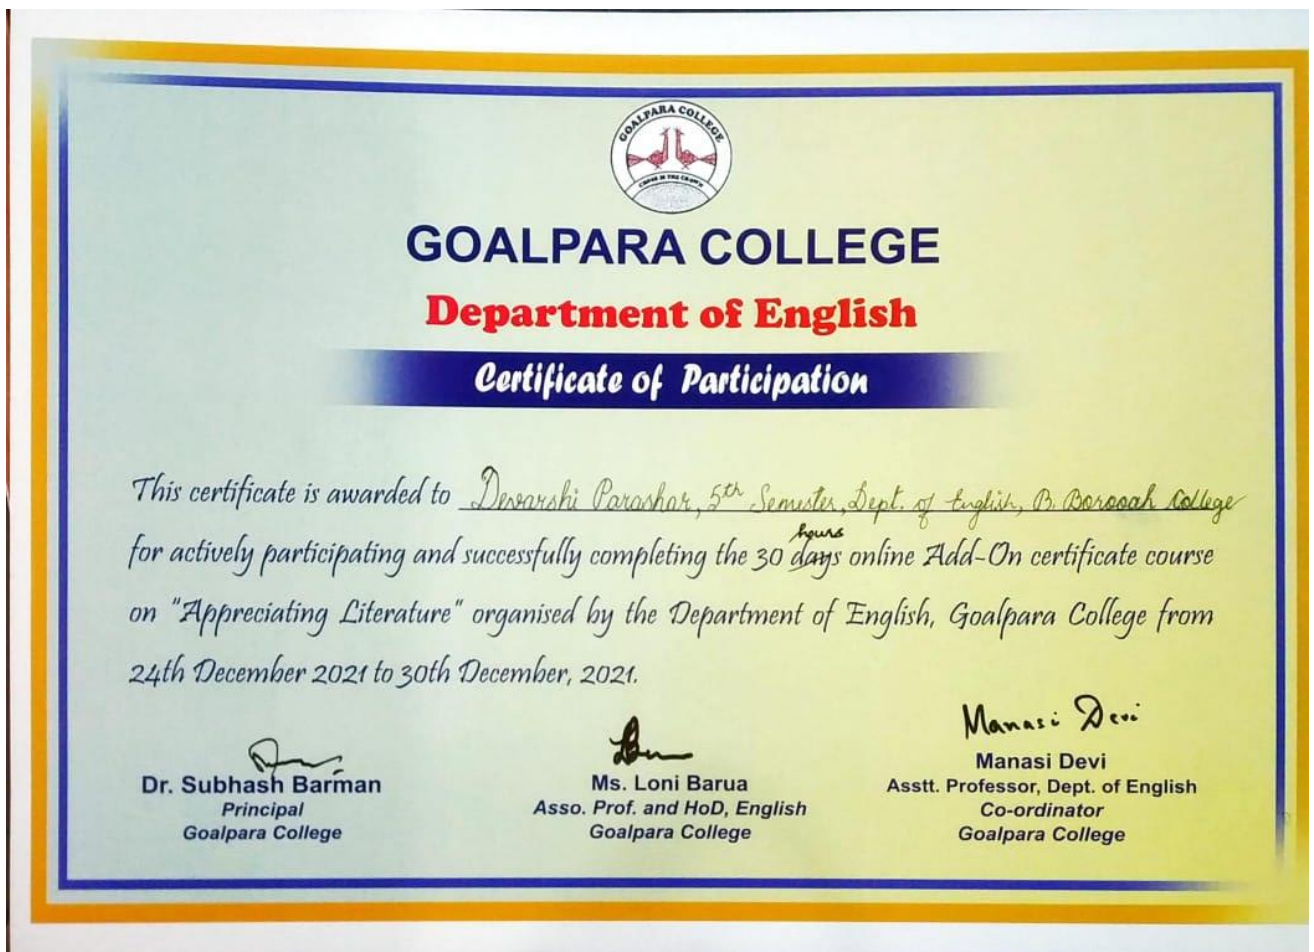 GOALPARA COLLEGE
GOALPARA COLLEGE
Department of English
Certificate of Participation
This certificate is awarded to Devarshi Parashar, 5th Semester, Dept. of English, B. Borooah College
hours
for actively participating and successfully completing the 30 days online Add-On certificate course
on "Appreciating Literature" organised by the Department of English, Goalpara College from
24th December 2021 to 30th December, 2021.
Manasi Devi
Dr. Subhash Barman
Principal
Goalpara College
Ms. Loni Barua
Asso. Prof. and HoD, English
Goalpara College
Manasi Devi
Asstt. Professor, Dept. of English
Co-ordinator
Goalpara College